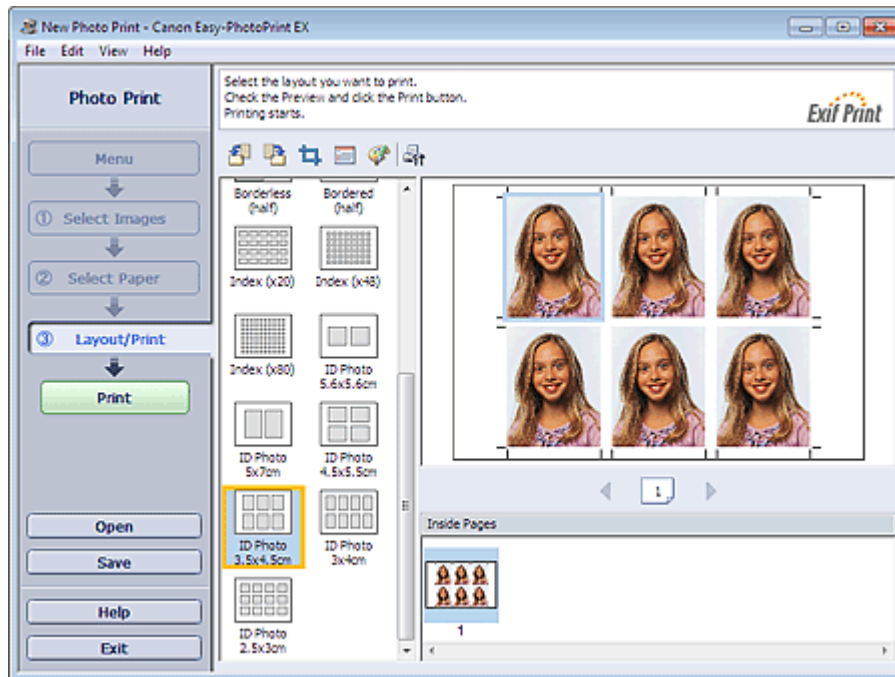 New Photo Print - Canon Easy-PhotoPrint EX
File Edit View Help
Photo Print
Select the layout you want to print.
Check the Preview and click the Print button.
Printing starts.
Exif Print
Menu
① Select Images
② Select Paper
③ Layout/Print
Print
Open
Save
Help
Exit
Borderless
(half)
Bordered
(half)
Index (x20)
Index (x48)
Index (x80)
ID Photo
5.6x5.6cm
ID Photo
5x7cm
ID Photo
4.5x5.5cm
ID Photo
3.5x4.5cm
ID Photo
3x4cm
ID Photo
2.5x3cm
1
Inside Pages
1